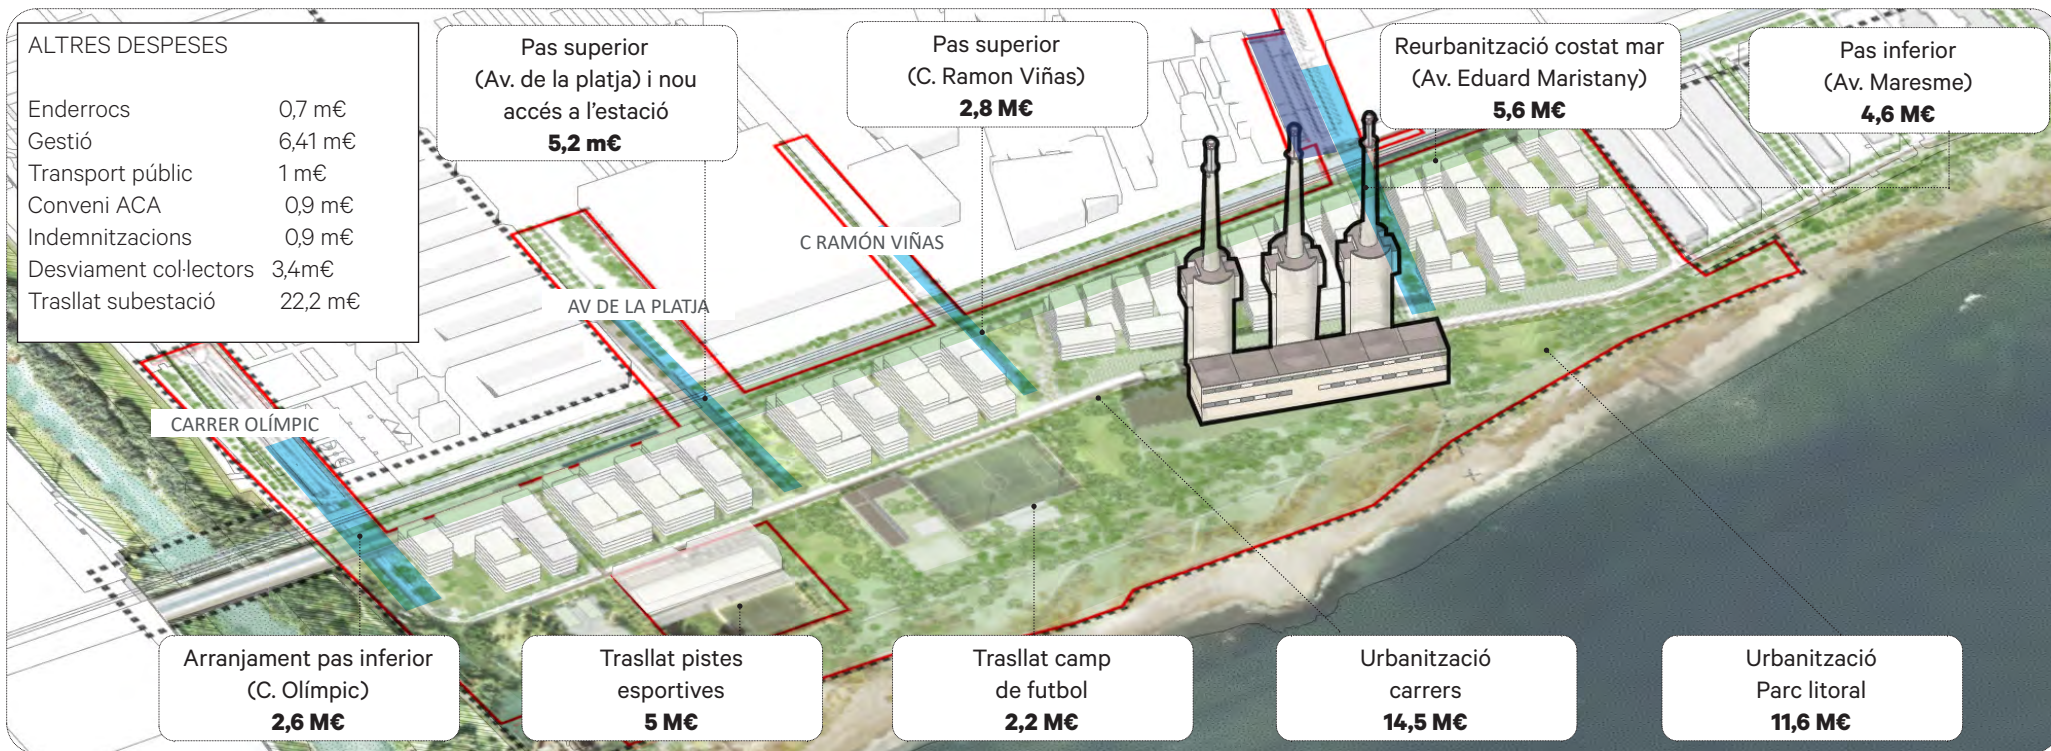 ALTRES DESPESES
Enderrocs 0,7 m€
Gestió 6,41 m€
Transport públic 1 m€
Conveni ACA 0,9 m€
Indemnitzacions 0,9 m€
Desviament col·lectors 3,4m€
Trasllat subestació 22,2 m€
Pas superior
(Av. de la platja) i nou
accés a l’estació
5,2 m€
Pas superior
(C. Ramon Viñas)
2,8 M€
Reurbanització costat mar
(Av. Eduard Maristany)
5,6 M€
Pas inferior
(Av. Maresme)
4,6 M€
C RAMÓN VIÑAS
AV DE LA PLATJA
CARRER OLÍMPIC
Arranjament pas inferior
(C. Olímpic)
2,6 M€
Trasllat pistes
esportives
5 M€
Trasllat camp
de futbol
2,2 M€
Urbanització
carrers
14,5 M€
Urbanització
Parc litoral
11,6 M€